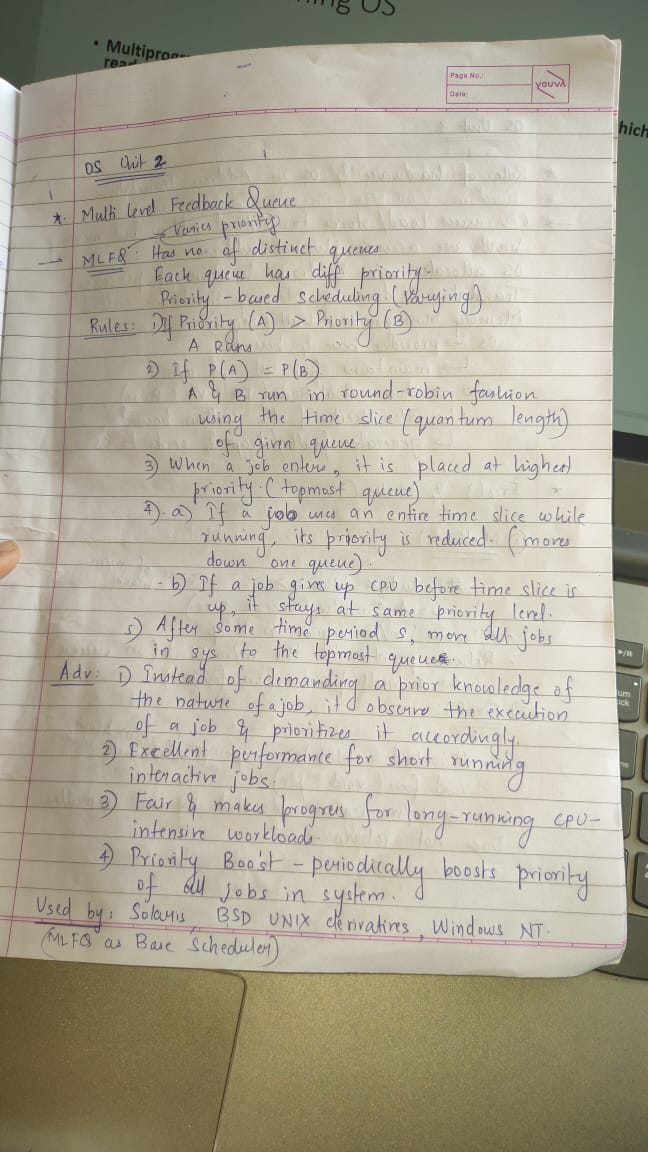 ng OS
• Multiprogr
read
hich
Page No.:
Date:
YOUVA
OS Unit 2
* Multi level Feedback Queue
Varies priority
→ MLFQ: Has no. of distinct queues
Each queue has diff. priority.
Priority - based scheduling (Varying)
Rules: 1) If Priority (A) > Priority (B)
A Runs
2) If P(A) = P(B)
A & B run in round-robin fashion
using the time slice (quantum length)
of given queue.
3) When a job enters, it is placed at highest
priority. (topmost queue)
4). a) If a job uses an entire time slice while
running, its priority is reduced. (moves
down one queue).
- b) If a job gives up CPU before time slice is
up, it stays at same priority level.
5) After some time period S, move all jobs
in sys to the topmost queue.
Adv: 1) Instead of demanding a prior knowledge of
the nature of a job, it observes the execution
of a job & prioritizes it accordingly.
2) Excellent performance for short running
interactive jobs.
3) Fair & makes progress for long-running CPU-
intensive workloads.
4) Priority Boost - periodically boosts priority
of all jobs in system.
Used by: Solaris, BSD UNIX derivatives, Windows NT.
(MLFQ as Base Scheduler)